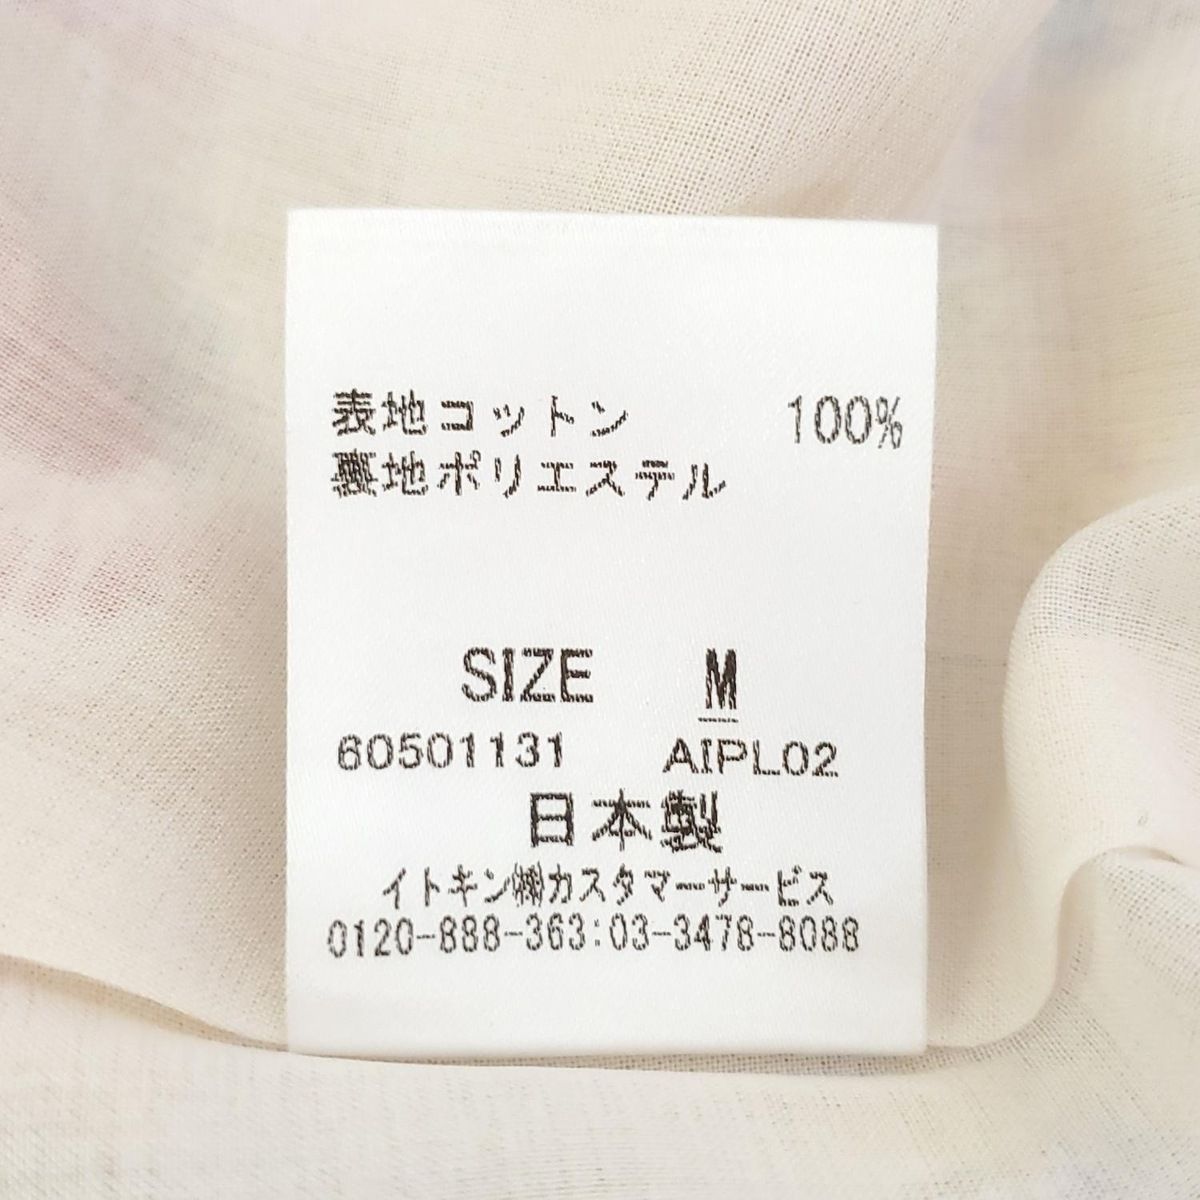 表地コットン 100%
裏地ポリエステル
SIZE M
60501131 AIPL02
日本製
イトキン㈱カスタマーサービス
0120-888-363:03-3478-8088